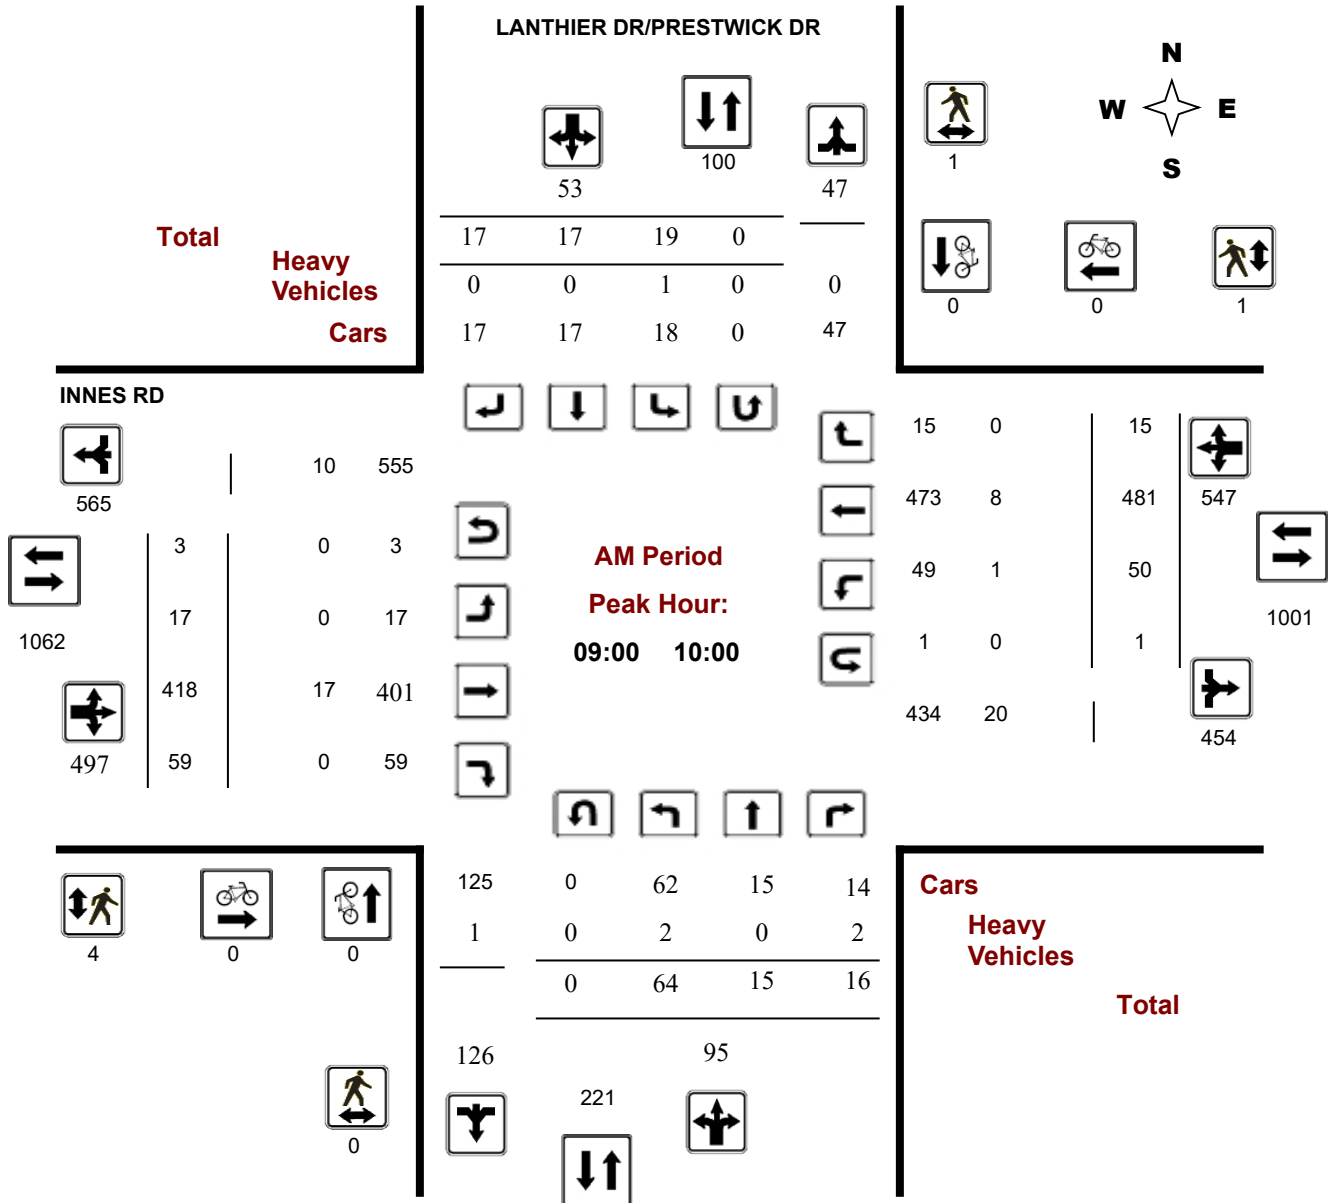 LANTHIER DR/PRESTWICK DR
N
W E
S
100
1
53 47
Total 17 17 19 0
Heavy
Vehicles 0 0 1 0 0
0 0 1
Cars 17 17 18 0 47
INNES RD
15 0 15
10 555
565
473 8 481 547
3 0 3
AM Period
49 1 50
17 0 17
Peak Hour:
1062
1001
09:00 10:00
1 0 1
418 17 401
434 20
454
497 59 0 59
125 0 62 15 14
Cars
1 0 2 0 2
Heavy
Vehicles
4 0 0
0 64 15 16
Total
126 95
221
0